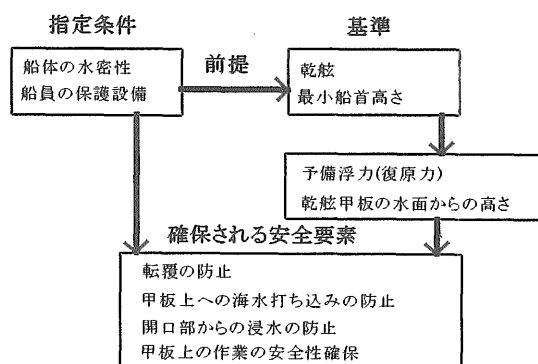 指定条件
基準
船体の水密性
船員の保護設備
前提
乾舷
最小船首高さ
予備浮力(復原力)
乾舷甲板の水面からの高さ
確保される安全要素
転覆の防止
甲板上への海水打ち込みの防止
開口部からの浸水の防止
甲板上の作業の安全性確保